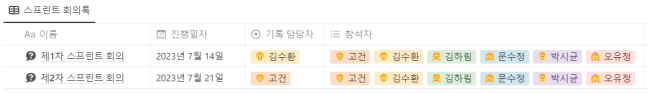 스프린트 회의록
Aa 이름 진행일자 기록 담당자 참석자
제1차 스프린트 회의 2023년 7월 14일 김수환 고건 김수환 김하림 문수정 박시균 오유정
제2차 스프린트 회의 2023년 7월 21일 고건 고건 김수환 김하림 문수정 박시균 오유정